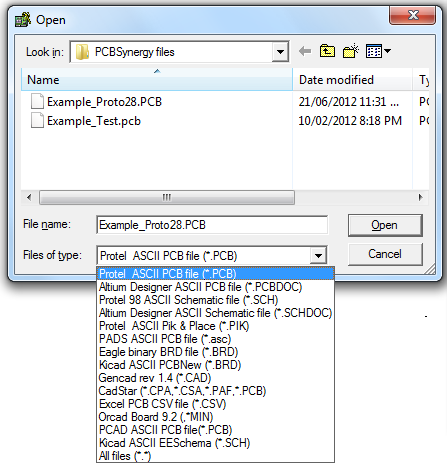 Open
Look in: PCBSynergy files
Name Date modified Ty
Example_Proto28.PCB 21/06/2012 11:31 ... PC
Example_Test.pcb 10/02/2012 8:18 PM PC
File name: Example_Proto28.PCB Open
Files of type: Protel ASCII PCB file (*.PCB) Cancel
Protel ASCII PCB file (*.PCB)
Altium Designer ASCII PCB file (*.PCBDOC)
Protel 98 ASCII Schematic file (*.SCH)
Altium Designer ASCII Schematic file (*.SCHDOC)
Protel ASCII Pik & Place (*.PIK)
PADS ASCII PCB file (*.asc)
Eagle binary BRD file (*.BRD)
Kicad ASCII PCBNew (*.BRD)
Gencad rev 1.4 (*.CAD)
CadStar (*.CPA,*.CSA,*.PAF,*.PCB)
Excel PCB CSV file (*.CSV)
Orcad Board 9.2 (,*MIN)
PCAD ASCII PCB file(*.PCB)
Kicad ASCII EESchema (*.SCH)
All files (*.*)